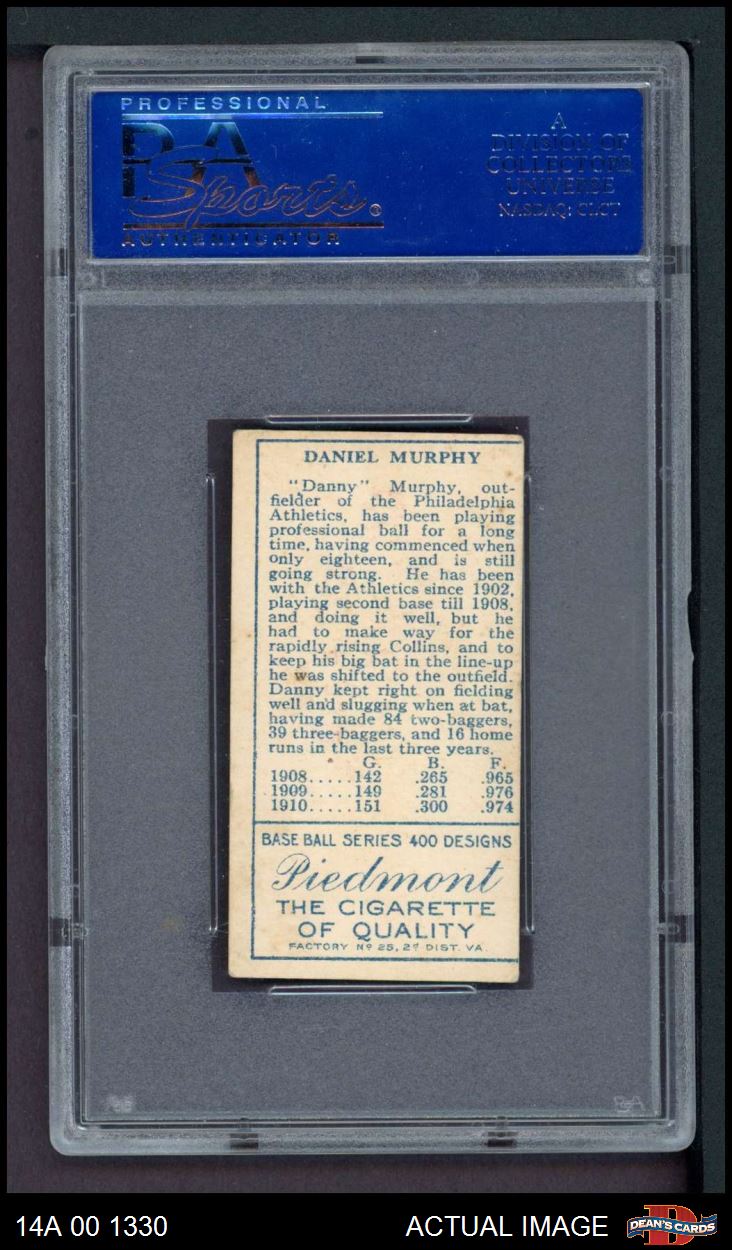 PROFESSIONAL
PSA
Sports®
AUTHENTICATOR
A
DIVISION OF
COLLECTORS
UNIVERSE
NASDAQ: CLCT
DANIEL MURPHY
"Danny" Murphy, out-
fielder of the Philadelphia
Athletics, has been playing
professional ball for a long
time, having commenced when
only eighteen, and is still
going strong. He has been
with the Athletics since 1902,
playing second base till 1908,
and doing it well, but he
had to make way for the
rapidly rising Collins, and to
keep his big bat in the line-up
he was shifted to the outfield.
Danny kept right on fielding
well and slugging when at bat,
having made 84 two-baggers,
39 three-baggers, and 16 home
runs in the last three years.
G. B. F.
1908.....142 .265 .965
1909.....149 .281 .976
1910.....151 .300 .974
BASE BALL SERIES 400 DESIGNS
Piedmont
THE CIGARETTE
OF QUALITY
FACTORY Nº 25, 2ᴰ DIST. VA.
PSA
14A 00 1330
ACTUAL IMAGE
D
DEAN'S CARDS